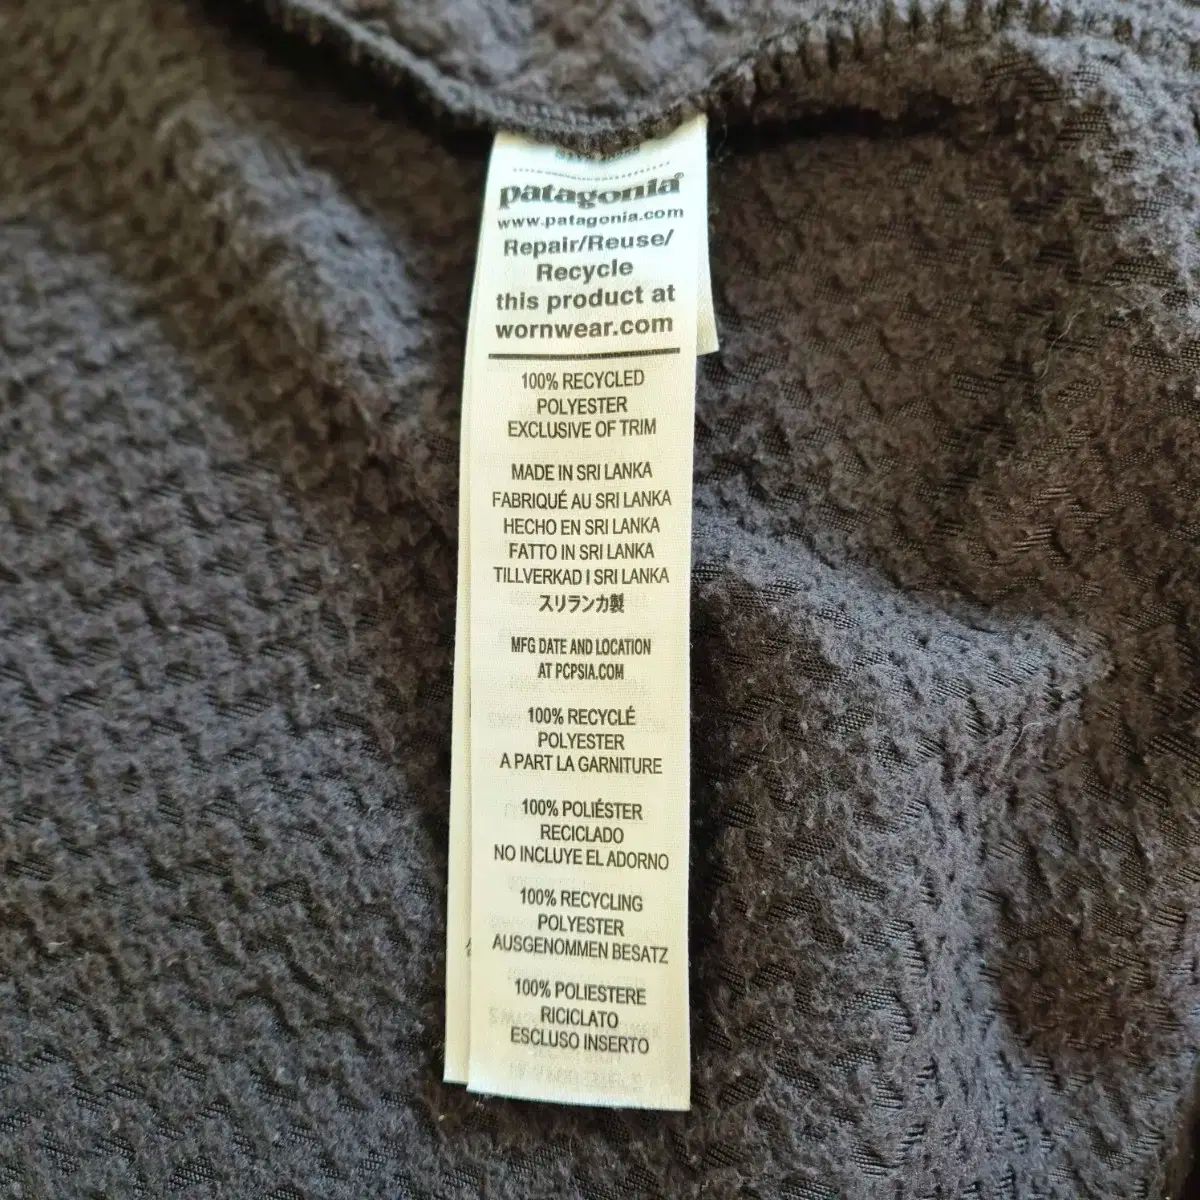 patagonia®
www.patagonia.com
Repair/Reuse/
Recycle
this product at
wornwear.com
100% RECYCLED
POLYESTER
EXCLUSIVE OF TRIM
MADE IN SRI LANKA
FABRIQUÉ AU SRI LANKA
HECHO EN SRI LANKA
FATTO IN SRI LANKA
TILLVERKAD I SRI LANKA
スリランカ製
MFG DATE AND LOCATION
AT PCPSIA.COM
100% RECYCLÉ
POLYESTER
A PART LA GARNITURE
100% POLIÉSTER
RECICLADO
NO INCLUYE EL ADORNO
100% RECYCLING
POLYESTER
AUSGENOMMEN BESATZ
100% POLIESTERE
RICICLATO
ESCLUSO INSERTO